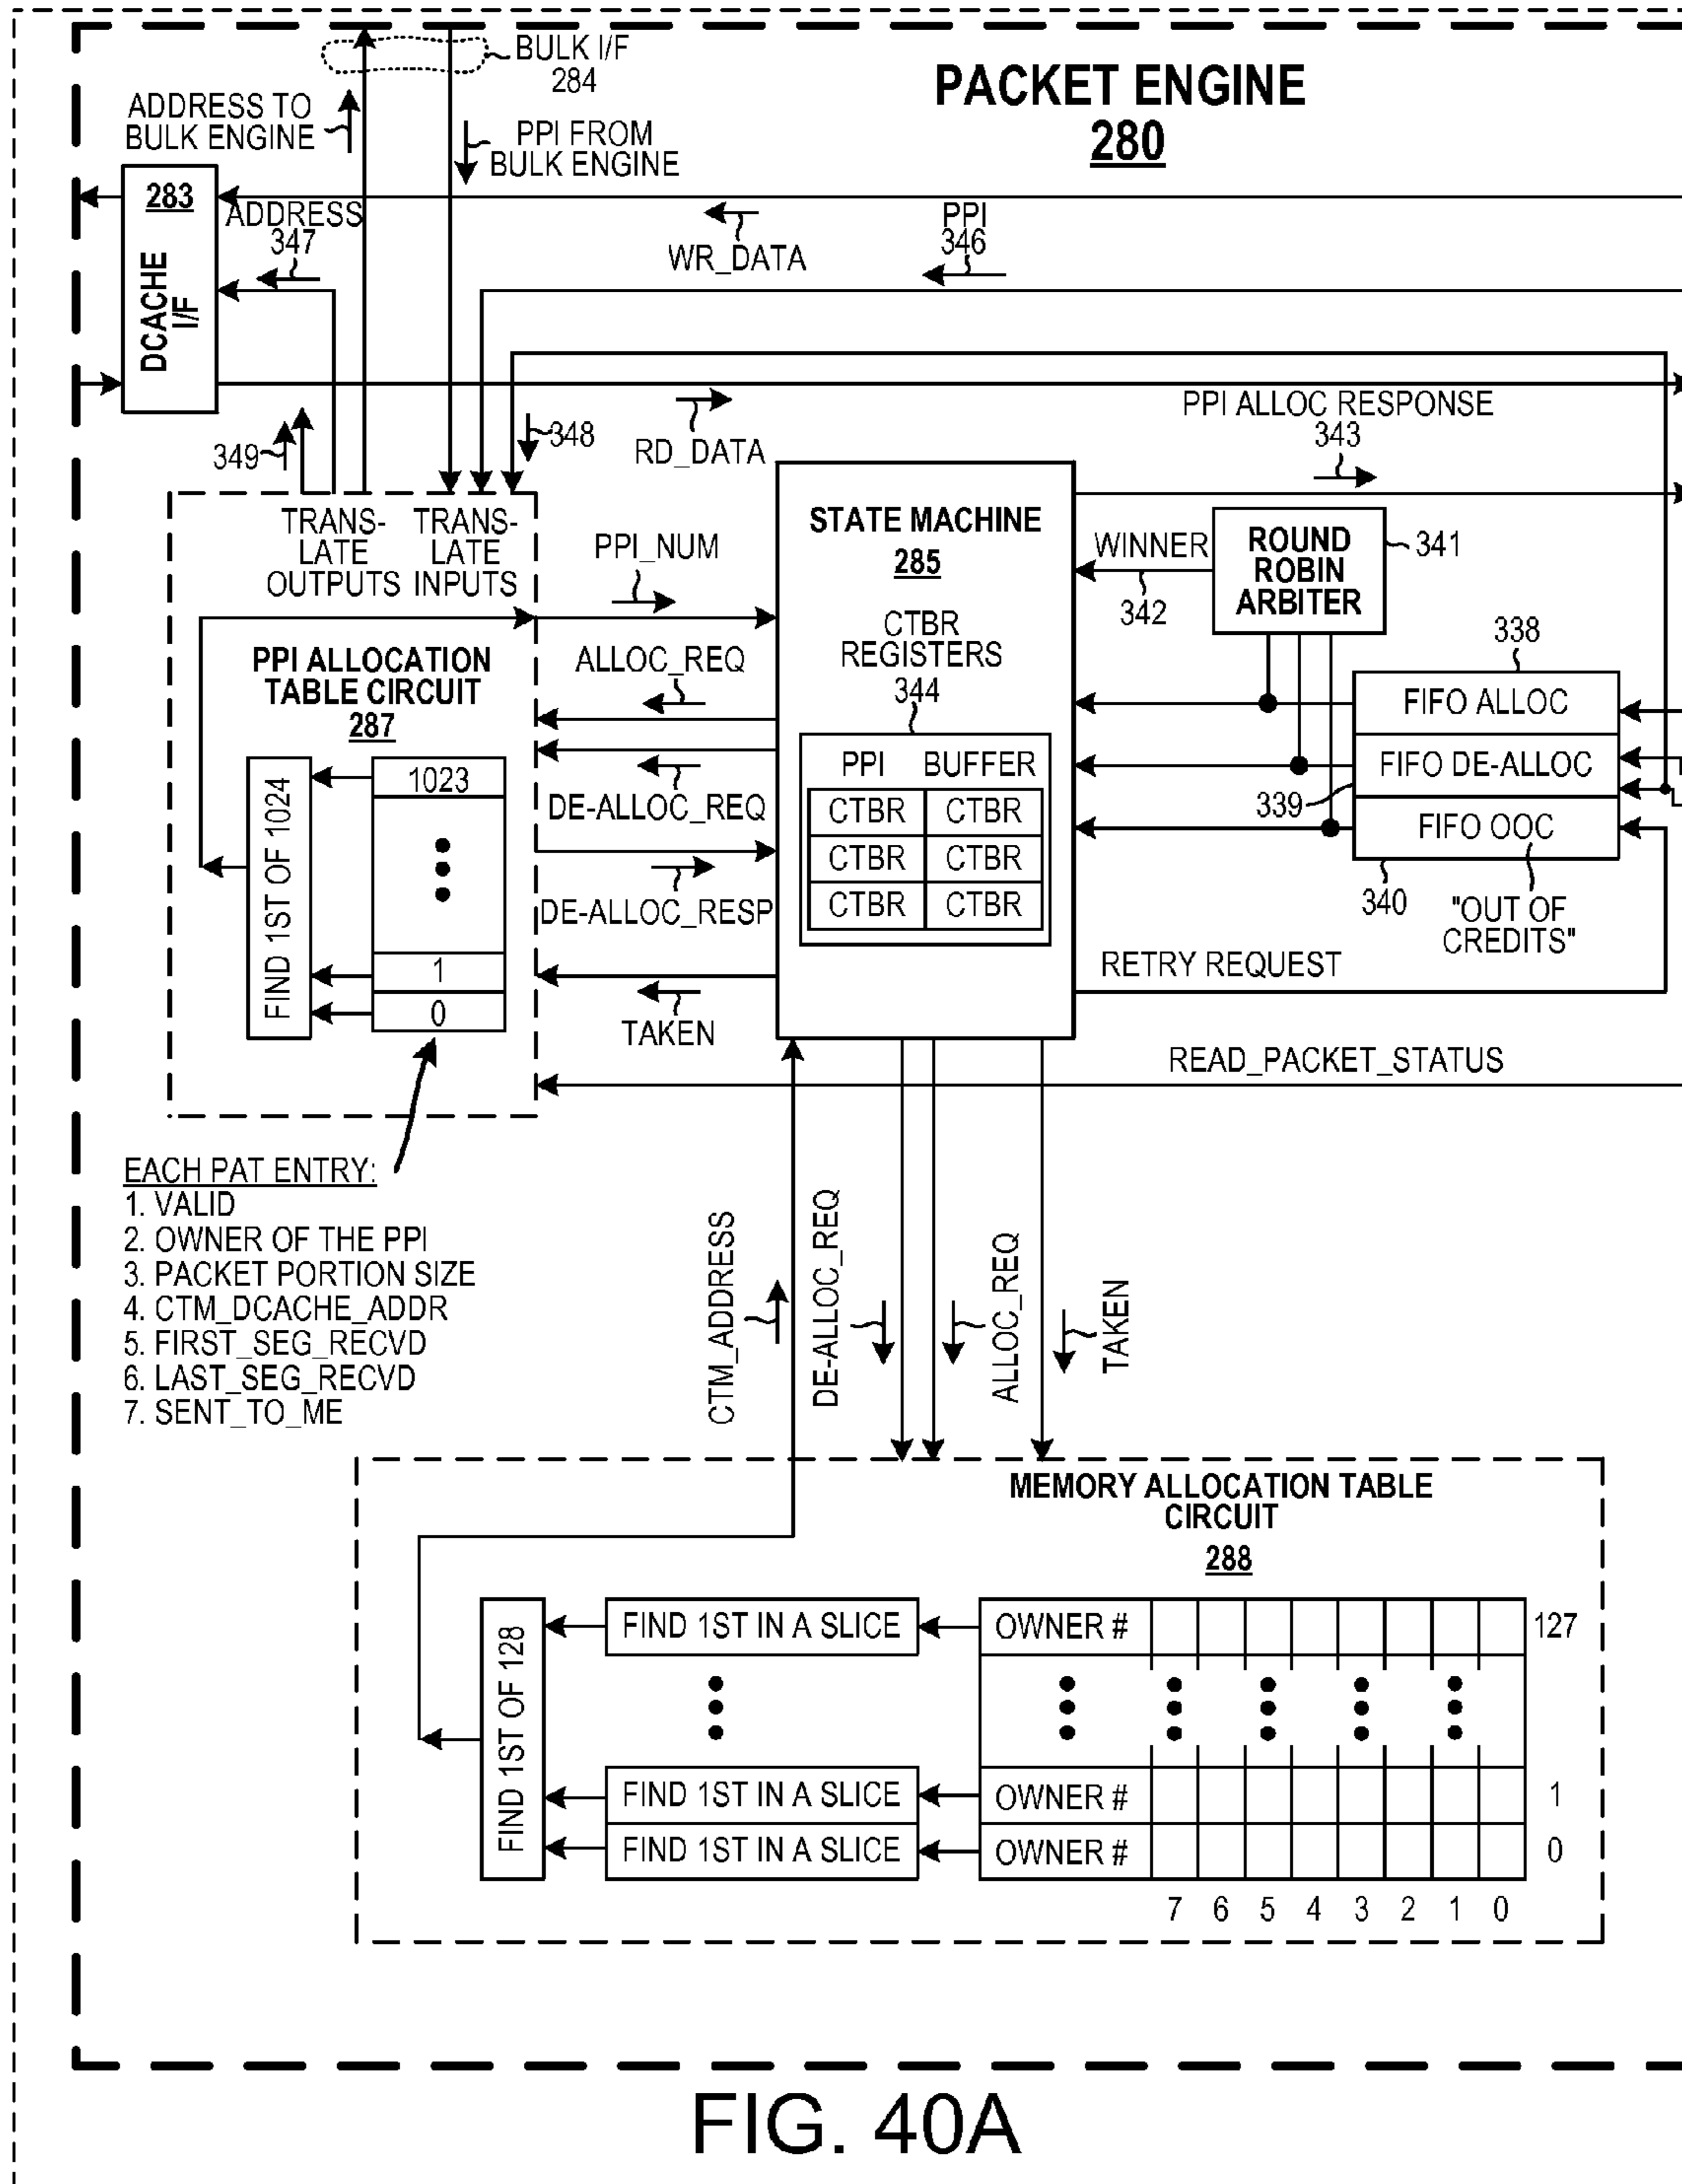 BULK I/F
284
PACKET ENGINE
280
ADDRESS TO
BULK ENGINE
PPI FROM
BULK ENGINE
283
DCACHE
I/F
ADDRESS
347
WR_DATA
PPI
346
349
348
RD_DATA
PPI ALLOC RESPONSE
343
TRANS-
LATE
OUTPUTS
TRANS-
LATE
INPUTS
PPI_NUM
STATE MACHINE
285
WINNER
342
ROUND
ROBIN
ARBITER
341
PPI ALLOCATION
TABLE CIRCUIT
287
ALLOC_REQ
CTBR
REGISTERS
344
338
FIFO ALLOC
FIFO DE-ALLOC
339
FIFO OOC
340
"OUT OF
CREDITS"
FIND 1ST OF 1024
1023
1
0
DE-ALLOC_REQ
DE-ALLOC_RESP
TAKEN
PPI BUFFER
CTBR CTBR
CTBR CTBR
CTBR CTBR
RETRY REQUEST
READ_PACKET_STATUS
EACH PAT ENTRY:
1. VALID
2. OWNER OF THE PPI
3. PACKET PORTION SIZE
4. CTM_DCACHE_ADDR
5. FIRST_SEG_RECVD
6. LAST_SEG_RECVD
7. SENT_TO_ME
CTM_ADDRESS
DE-ALLOC_REQ
ALLOC_REQ
TAKEN
MEMORY ALLOCATION TABLE
CIRCUIT
288
FIND 1ST OF 128
FIND 1ST IN A SLICE OWNER # 127
FIND 1ST IN A SLICE OWNER # 1
FIND 1ST IN A SLICE OWNER # 0
7 6 5 4 3 2 1 0
FIG. 40A